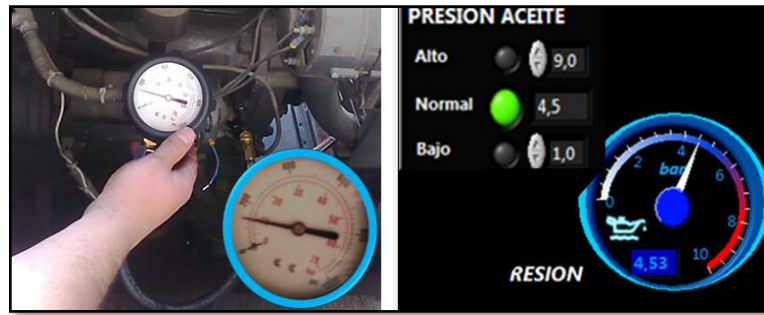 PRESION ACEITE
Alto
9,0
Normal
4,5
Bajo
1,0
0
2
4
6
8
10
bar
4,53
RESION